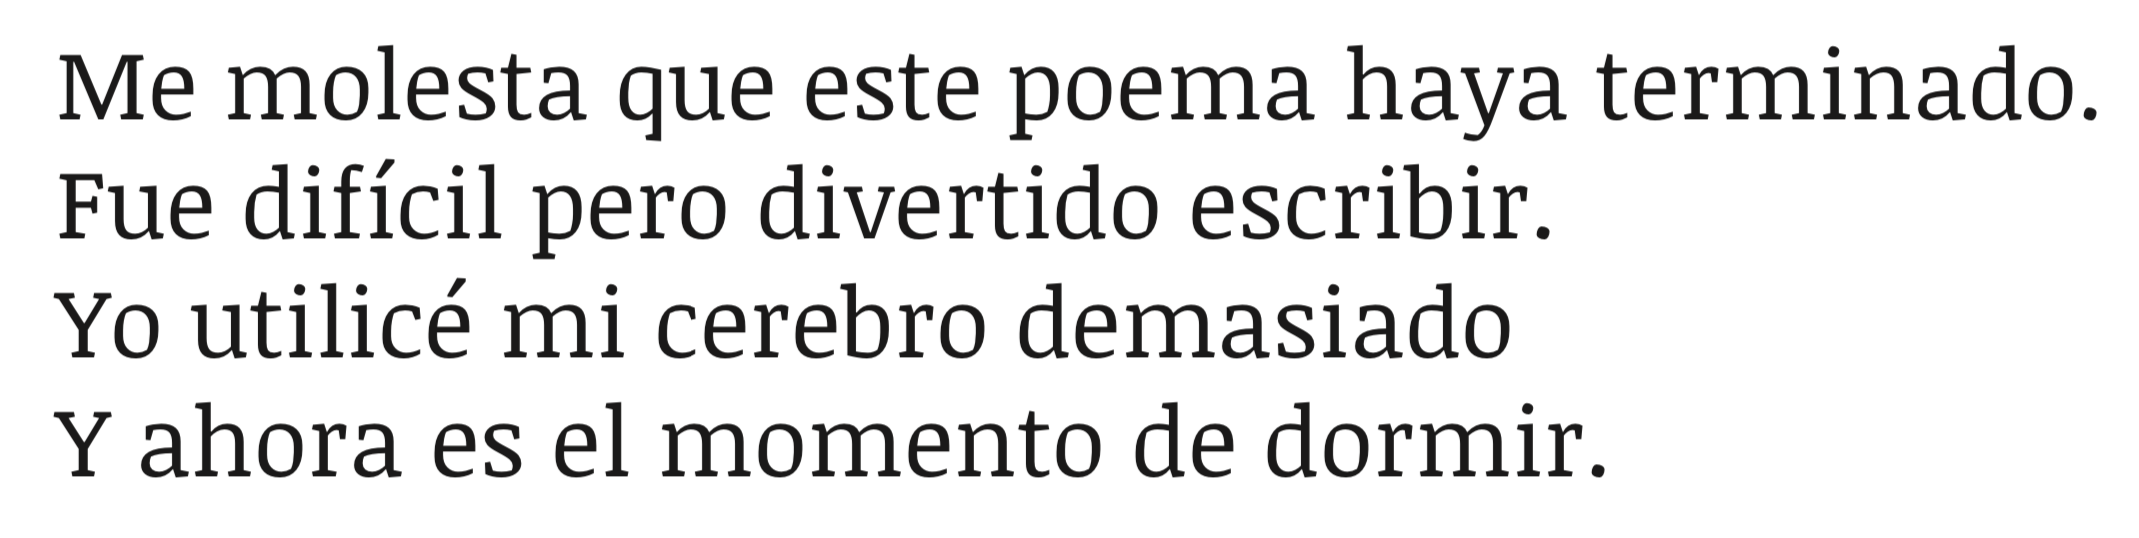 Me molesta que este poema haya terminado.
Fue difícil pero divertido escribir.
Yo utilicé mi cerebro demasiado
Y ahora es el momento de dormir.